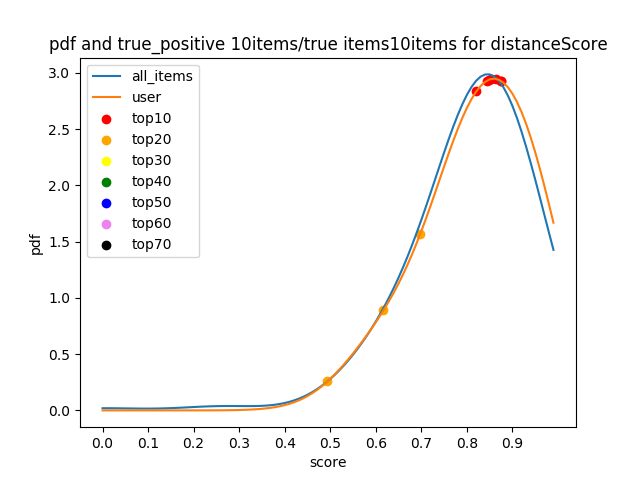 pdf and true_positive 10items/true items10items for distanceScore
all_items
user
top10
top20
top30
top40
top50
top60
top70
pdf
3.0
2.5
2.0
1.5
1.0
0.5
0.0
0.0 0.1 0.2 0.3 0.4 0.5 0.6 0.7 0.8 0.9
score